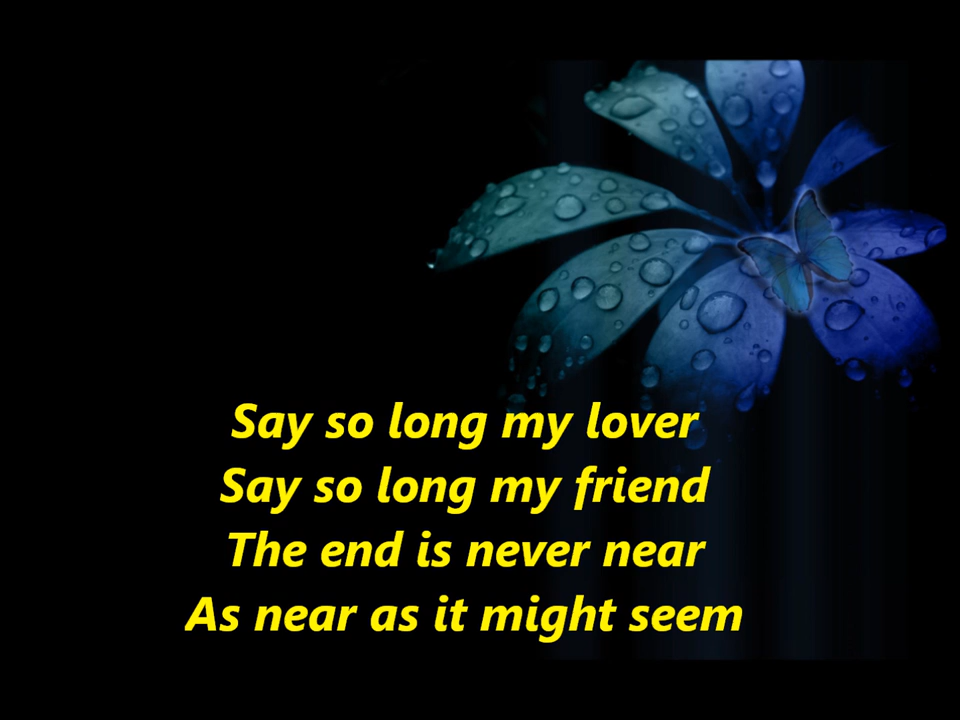 Say so long my lover
Say so long my friend
The end is never near
As near as it might seem